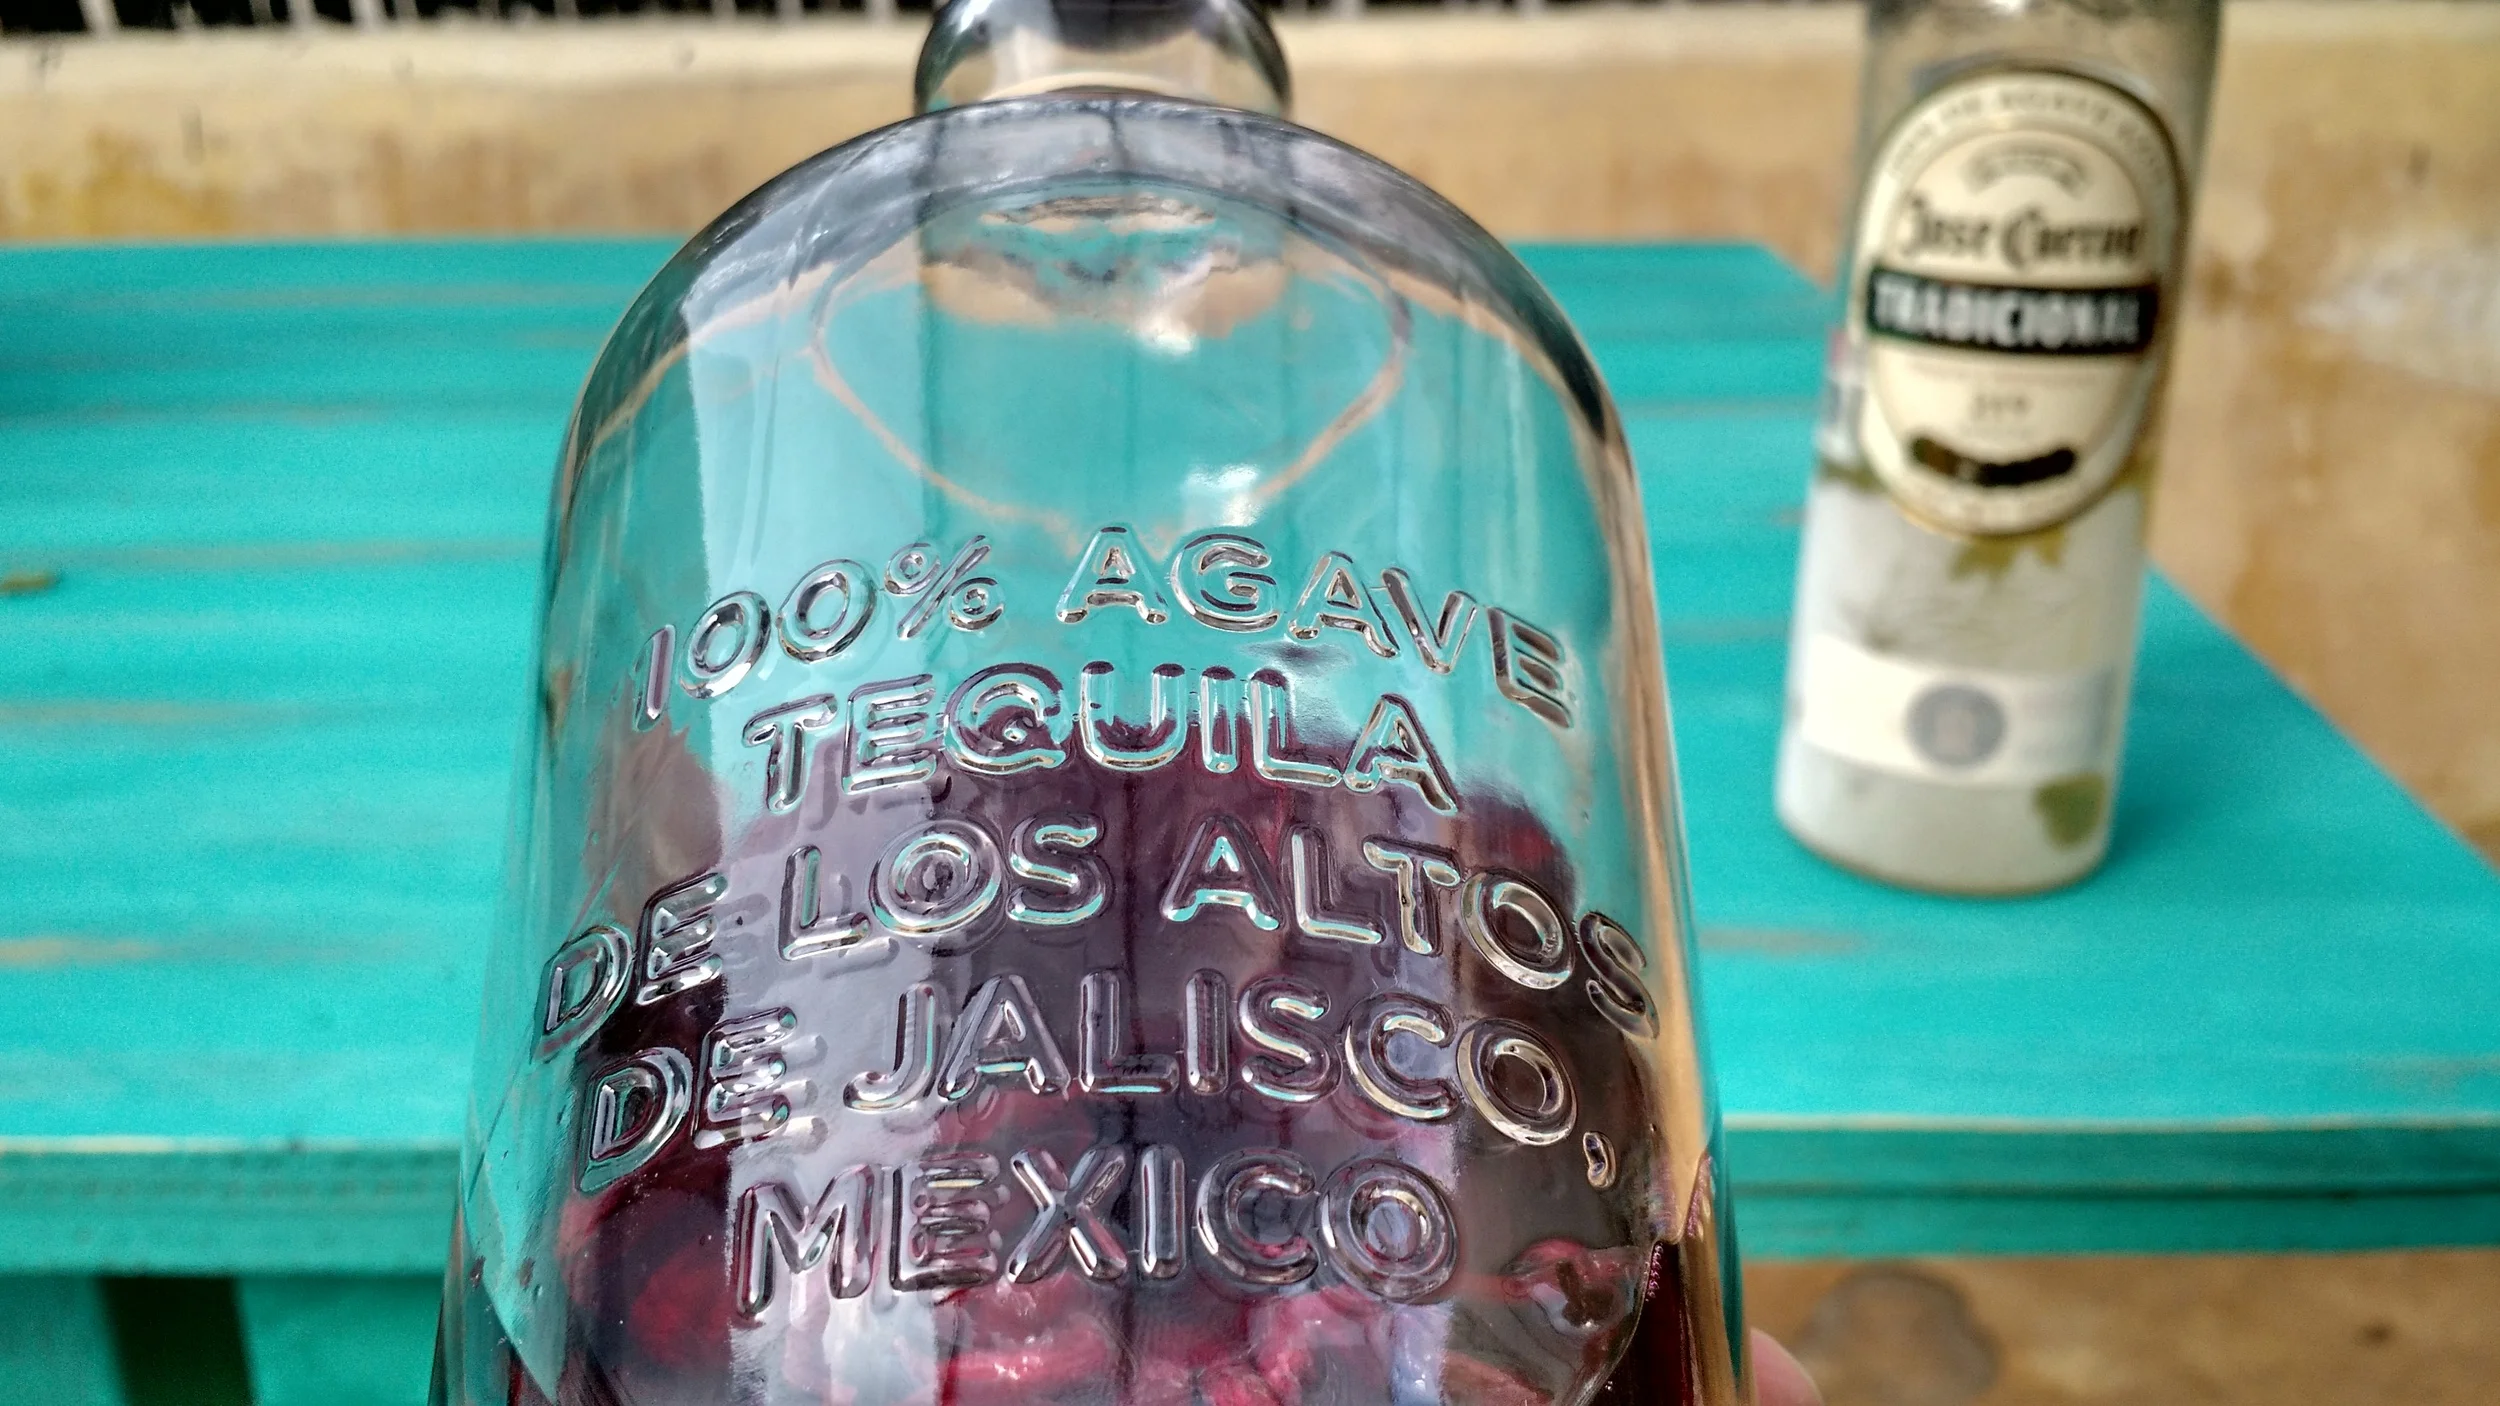 100% AGAVE
TEQUILA
DE LOS ALTOS
DE JALISCO,
MEXICO
Jose Cuervo
TRADICIONAL